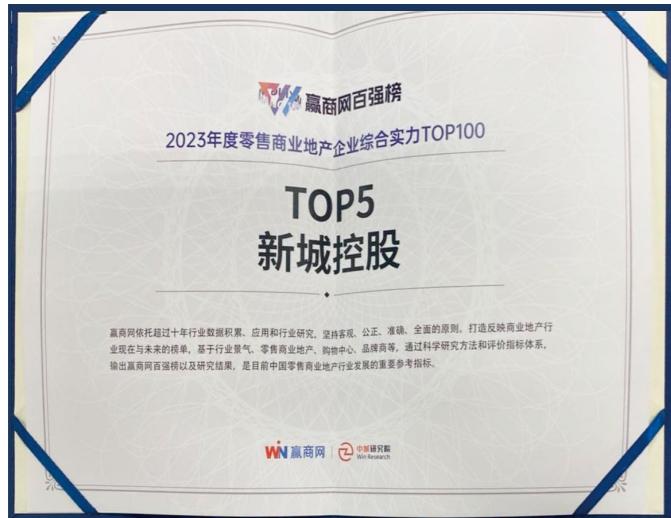 赢商网百强榜
2023年度零售商业地产企业综合实力TOP100
TOP5
新城控股
赢商网依托超过十年行业数据积累、应用和行业研究，坚持客观、公正、准确、全面的原则，打造反映商业地产行
业现在与未来的榜单，基于行业景气、零售商业地产、购物中心、品牌商等，通过科学研究方法和评价指标体系，
输出赢商网百强榜以及研究结果，是目前中国零售商业地产行业发展的重要参考指标。
WIN 赢商网 中城研究院
Win Research